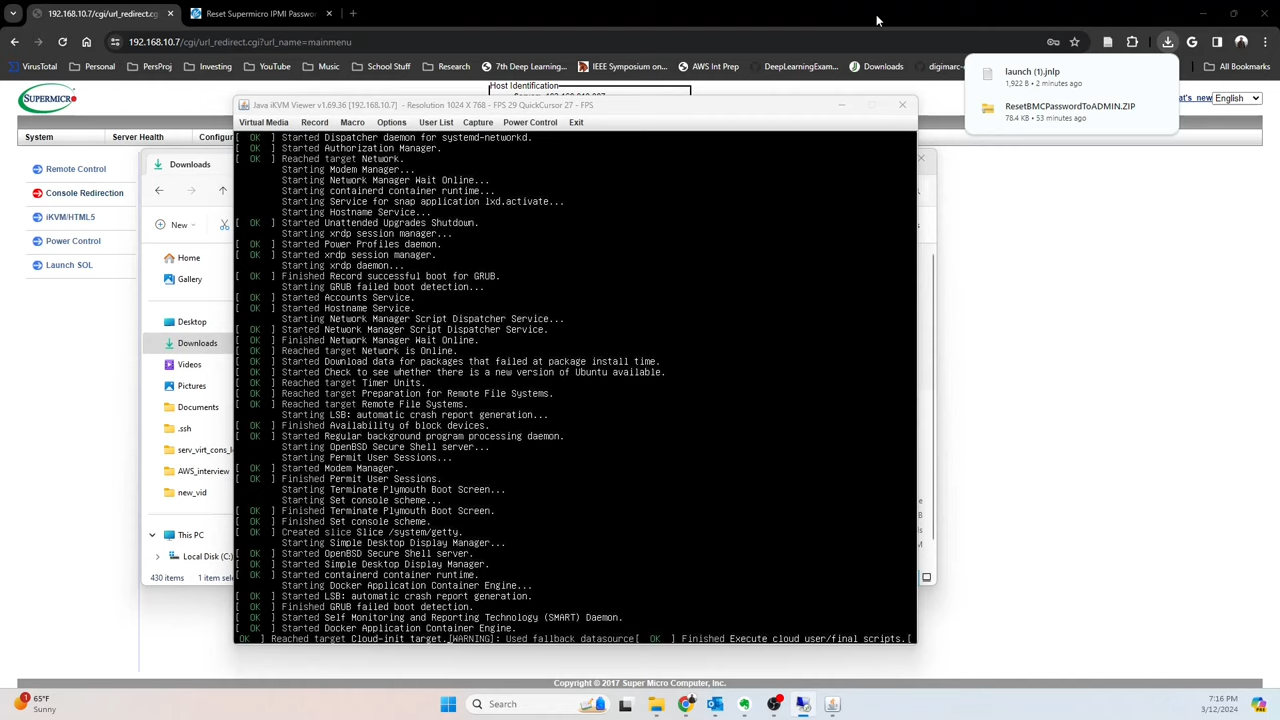 192.168.10.7/cgi/url_redirect.cgi
Reset Supermicro IPMI Passwo
192.168.10.7/cgi/url_redirect.cgi?url_name=mainmenu
VirusTotal
Personal
PersProj
Investing
Music
School Stuff
Research
7th Deep Learning...
IEEE Symposium on...
AWS Int Prep
Downloads
digimarc-
All Bookmarks
launch (1).jnlp
1,922 B • 2 minutes ago
ResetBMCPasswordToADMIN.ZIP
78.4 KB • 53 minutes ago
SUPERMICRO
Host Identification
at's new
English
System
Server Health
Configur
Remote Control
Console Redirection
iKVM/HTML5
Power Control
Launch SOL
Downloads
New
Home
Gallery
Desktop
Downloads
Videos
Pictures
Documents
.ssh
serv_virt_cons_l
AWS_interview
new_vid
This PC
Local Disk (C:)
430 items
1 item sele
Java iKVM Viewer v1.69.36 [192.168.10.7] - Resolution 1024 X 768 - FPS 29 QuickCursor 27 - FPS
Virtual Media Record Macro Options User List Capture Power Control Exit
[ OK ] Started Dispatcher daemon for systemd-networkd.
[ OK ] Started Authorization Manager.
[ OK ] Reached target Network.
Starting Modem Manager...
Starting Network Manager Wait Online...
Starting containerd container runtime...
Starting Service for snap application lxd.activate...
Starting Hostname Service...
[ OK ] Started Unattended Upgrades Shutdown.
Starting xrdp session manager...
[ OK ] Started Power Profiles daemon.
[ OK ] Started xrdp session manager.
Starting xrdp daemon...
[ OK ] Finished Record successful boot for GRUB.
Starting GRUB failed boot detection...
[ OK ] Started Accounts Service.
[ OK ] Started Hostname Service.
Starting Network Manager Script Dispatcher Service...
[ OK ] Started Network Manager Script Dispatcher Service.
[ OK ] Finished Network Manager Wait Online.
[ OK ] Reached target Network is Online.
[ OK ] Started Download data for packages that failed at package install time.
[ OK ] Started Check to see whether there is a new version of Ubuntu available.
[ OK ] Reached target Timer Units.
[ OK ] Reached target Preparation for Remote File Systems.
[ OK ] Reached target Remote File Systems.
Starting LSB: automatic crash report generation...
[ OK ] Finished Availability of block devices.
[ OK ] Started Regular background program processing daemon.
Starting OpenBSD Secure Shell server...
Starting Permit User Sessions...
[ OK ] Started Modem Manager.
[ OK ] Finished Permit User Sessions.
Starting Terminate Plymouth Boot Screen...
Starting Set console scheme...
[ OK ] Finished Terminate Plymouth Boot Screen.
[ OK ] Finished Set console scheme.
[ OK ] Created slice Slice /system/getty.
Starting Simple Desktop Display Manager...
[ OK ] Started OpenBSD Secure Shell server.
[ OK ] Started Simple Desktop Display Manager.
[ OK ] Started containerd container runtime.
Starting Docker Application Container Engine...
[ OK ] Started LSB: automatic crash report generation.
[ OK ] Finished GRUB failed boot detection.
[ OK ] Started Self Monitoring and Reporting Technology (SMART) Daemon.
[ OK ] Started Docker Application Container Engine.
OK ] Reached target Cloud-init target.[WARNING]: Used fallback datasource[ OK ] Finished Execute cloud user/final scripts.[
Copyright © 2017 Super Micro Computer, Inc.
1
65°F
Sunny
Search
7:16 PM
3/12/2024